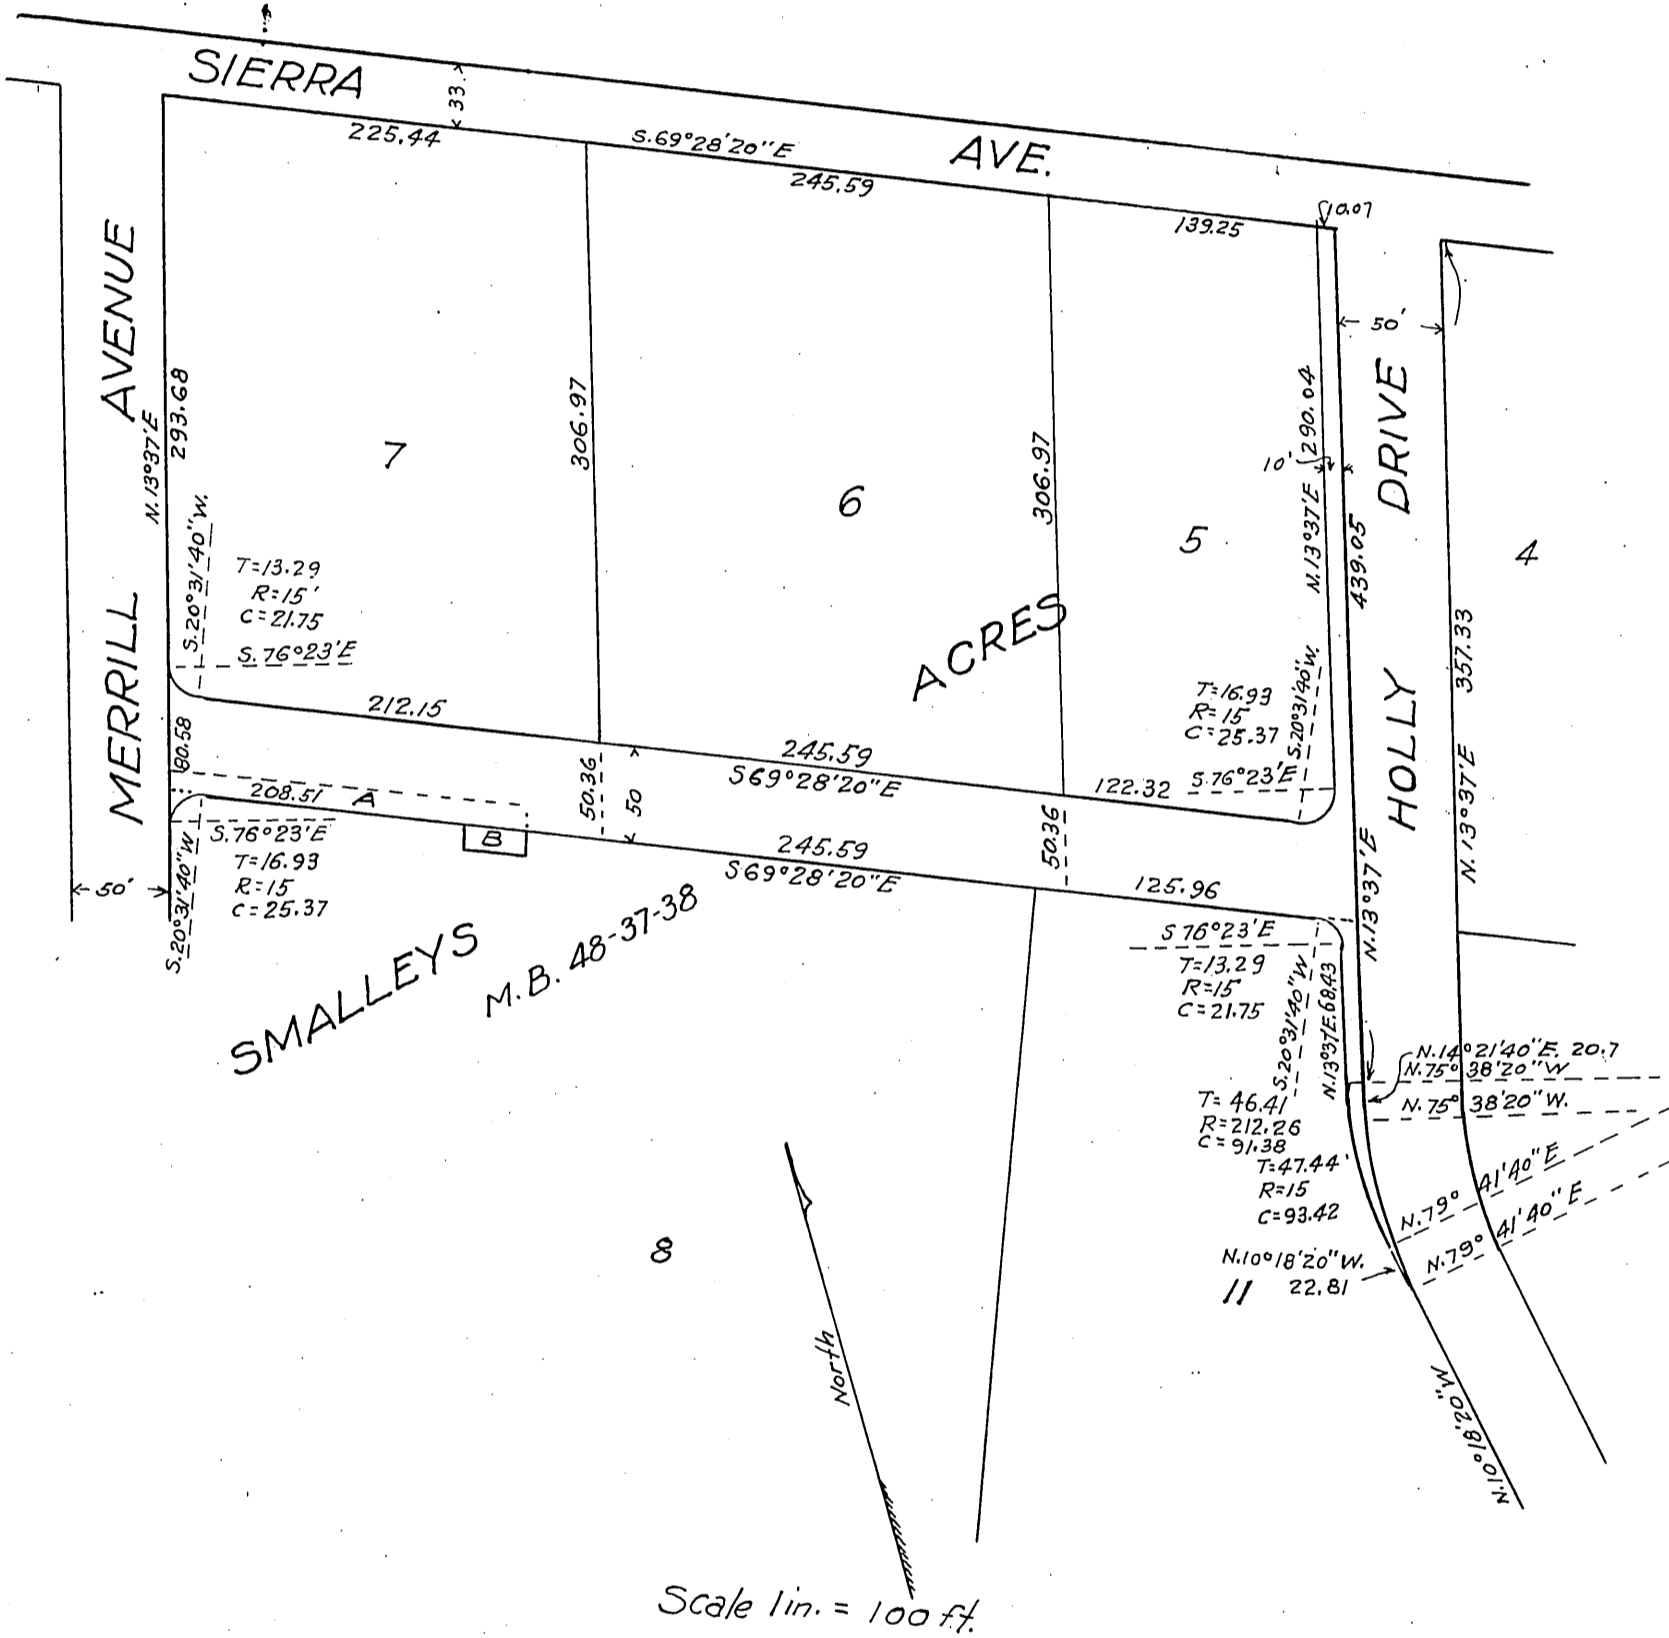 SIERRA
33.
225.44
S.69°28'20"E
AVE.
245.59
139.25
10.07
MERRILL AVENUE
N.13°37'E
293.68
7
306.97
6
306.97
5
10'
290.04
N.13°37'E
50'
HOLLY DRIVE
439.05
4
S.20°31'40"W.
T=13.29
R=15'
C=21.75
S.76°23'E
ACRES
T=16.93
R=15
C=25.37
S.20°31'40"W.
S.76°23'E
357.33
N.13°37'E
212.15
80.58
245.59
S69°28'20"E
122.32
208.51
A
50.36
50
B
50.36
S.76°23'E
T=16.93
R=15
C=25.37
50'
S.20°31'40"W
245.59
S69°28'20"E
125.96
N.13°37'E
SMALLEYS
M.B. 48-37-38
S76°23'E
T=13.29
R=15
C=21.75
S.20°31'40"W
N.13°37'E.68.43
N.14°21'40"E. 20.7
N.75°38'20"W
N.75°38'20"W.
T=46.41
R=212.26
C=91.38
T=47.44'
R=15
C=93.42
N.79°41'40"E
N.79°41'40"E
N.10°18'20"W.
22.81
11
8
North
N.10°18'20"W
Scale 1in. = 100 ft.